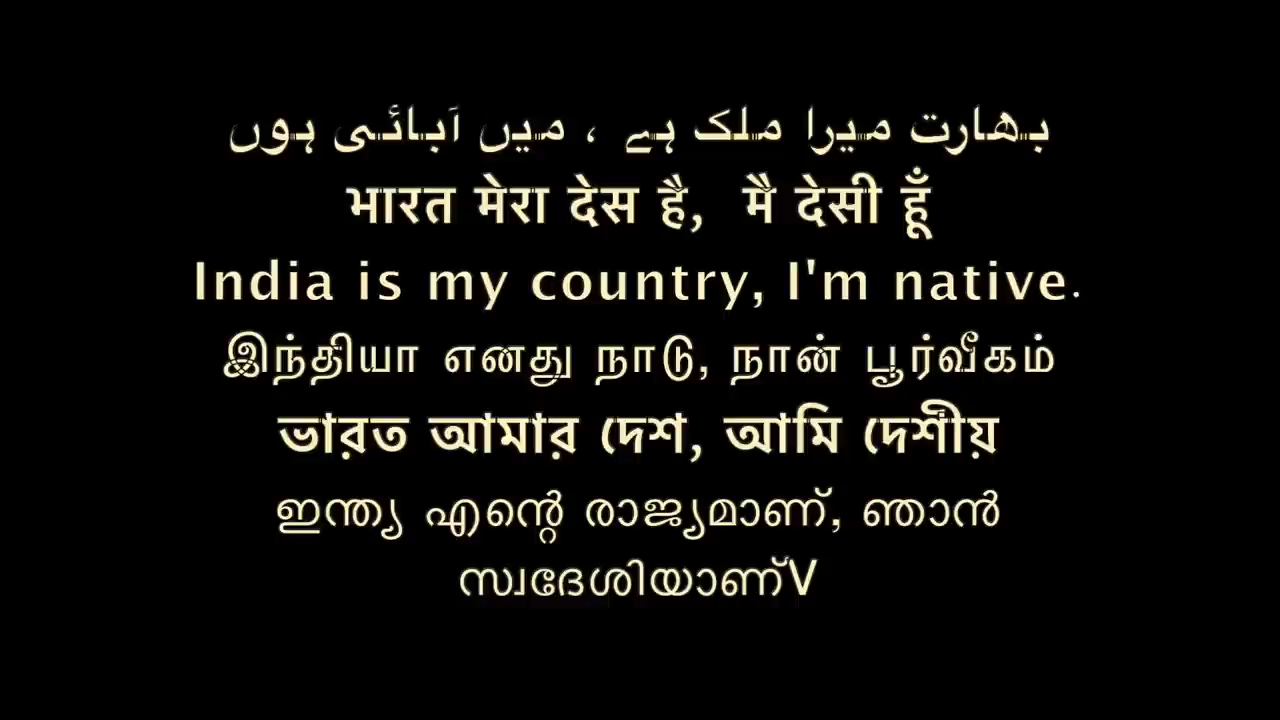 بھارت میرا ملک ہے ، میں آبائی ہوں
भारत मेरा देस है, मै देसी हूँ
India is my country, I'm native.
இந்தியா எனது நாடு, நான் பூர்வீகம்
ভারত আমার দেশ, আমি দেশীয়
ഇന്ത്യ എന്റെ രാജ്യമാണ്, ഞാൻ
സ്വദേശിയാണ്V